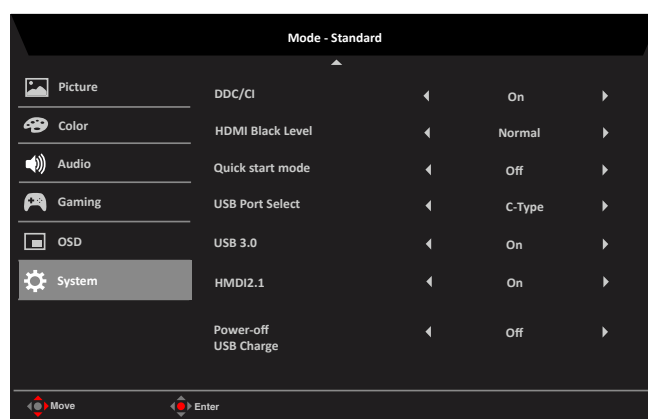 Mode - Standard
Picture
Color
Audio
Gaming
OSD
System
DDC/CI On
HDMI Black Level Normal
Quick start mode Off
USB Port Select C-Type
USB 3.0 On
HMDI2.1 On
Power-off Off
USB Charge
Move Enter